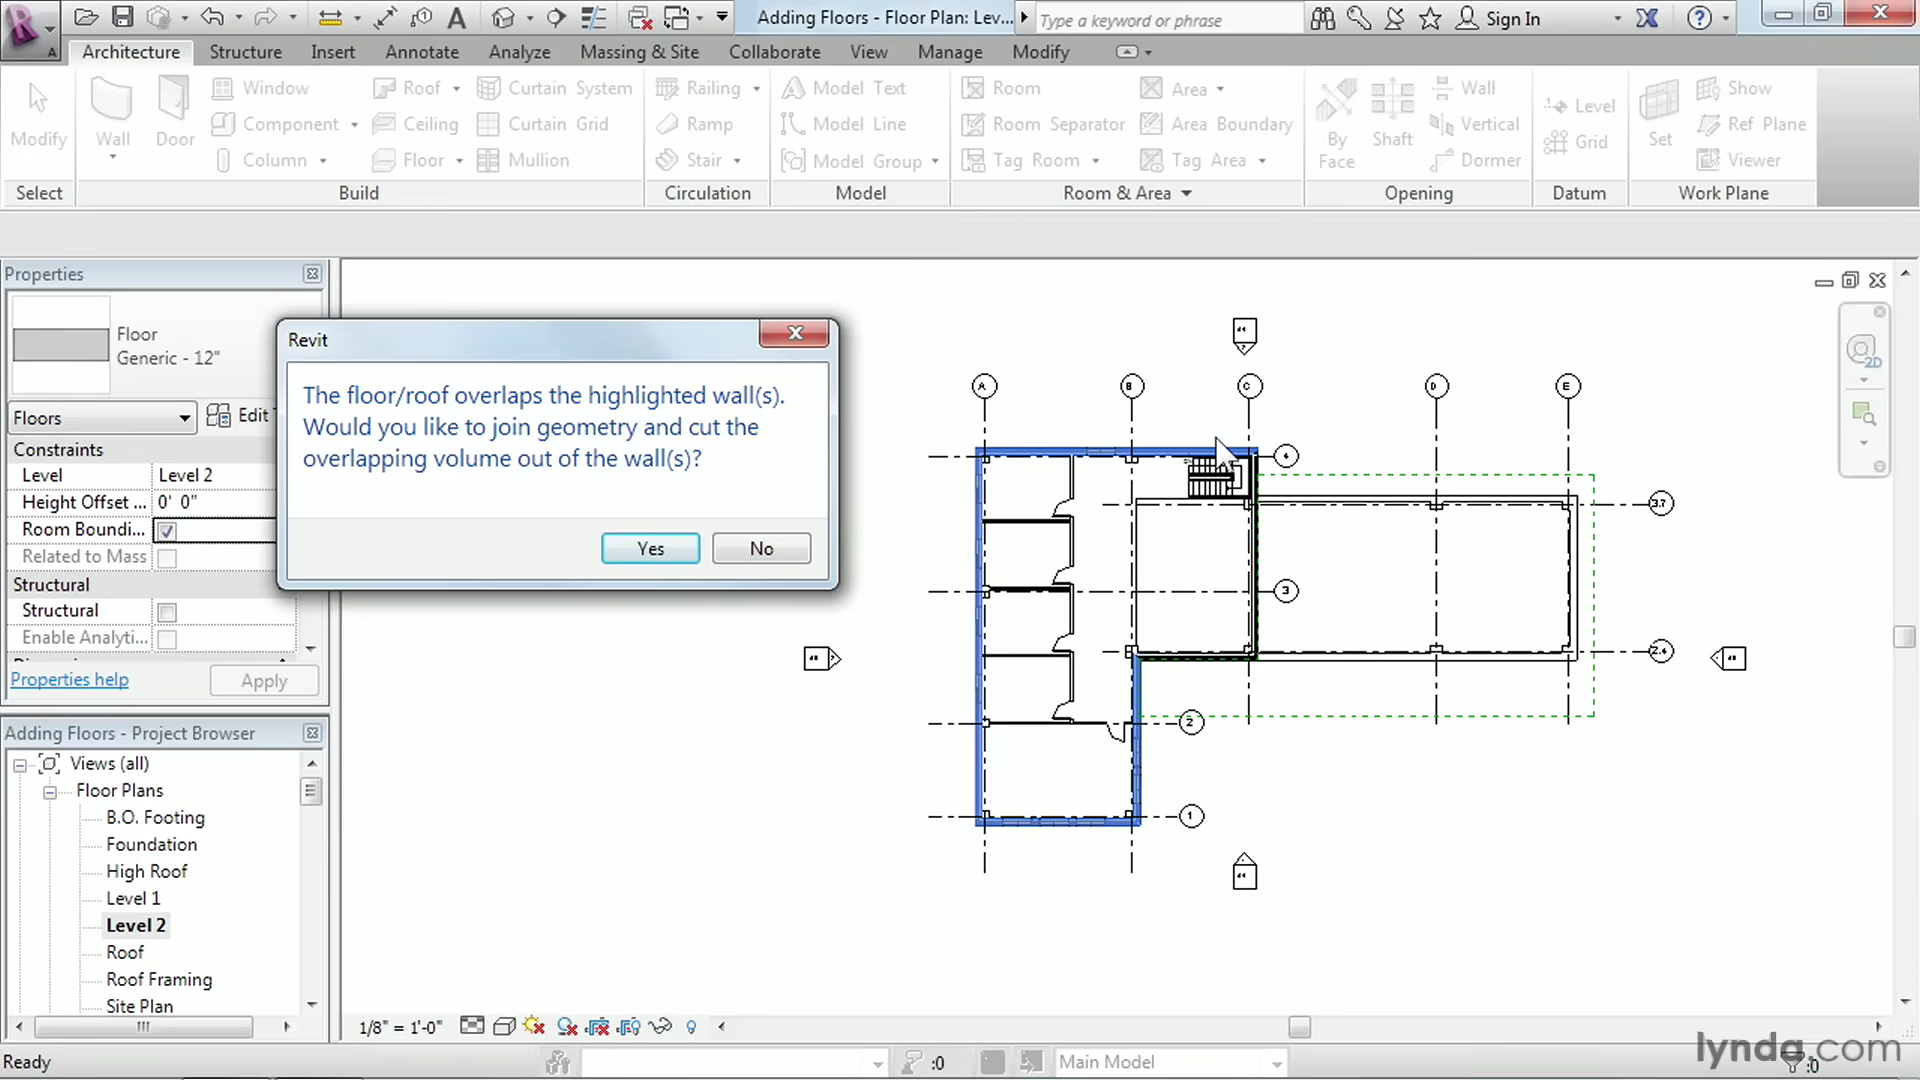 Adding Floors - Floor Plan: Lev...
Type a keyword or phrase
Sign In
Architecture Structure Insert Annotate Analyze Massing & Site Collaborate View Manage Modify
Modify
Wall
Door
Window
Component
Column
Roof
Ceiling
Floor
Curtain System
Curtain Grid
Mullion
Railing
Ramp
Stair
Model Text
Model Line
Model Group
Room
Room Separator
Tag Room
Area
Area Boundary
Tag Area
By Face
Shaft
Wall
Vertical
Dormer
Level
Grid
Set
Show
Ref Plane
Viewer
Select Build Circulation Model Room & Area Opening Datum Work Plane
Properties
Floor
Generic - 12"
Floors
Edit T
Constraints
Level Level 2
Height Offset ... 0' 0"
Room Boundi...
Related to Mass
Structural
Structural
Enable Analyti...
Properties help
Apply
Revit
The floor/roof overlaps the highlighted wall(s).
Would you like to join geometry and cut the
overlapping volume out of the wall(s)?
Yes
No
Adding Floors - Project Browser
Views (all)
Floor Plans
B.O. Footing
Foundation
High Roof
Level 1
Level 2
Roof
Roof Framing
Site Plan
A B C D E
4
3.7
3
2.4
2
1
2D
1/8" = 1'-0"
Ready
:0
Main Model
:0
lynda.com